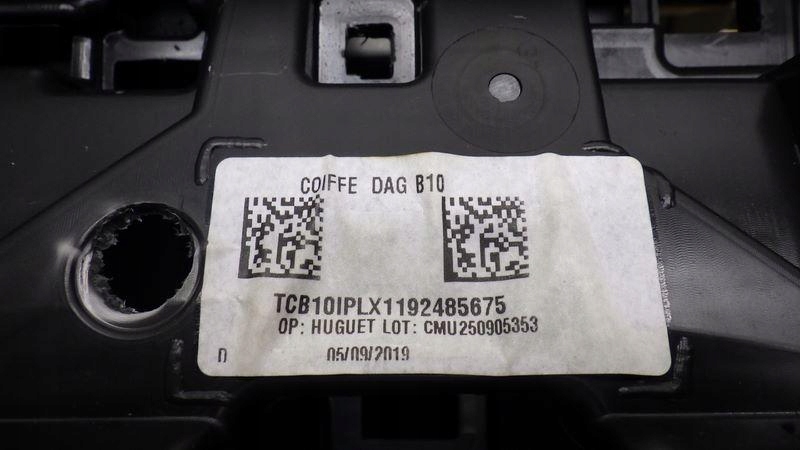 COIFFE DAG B10
TCB10IPLX1192485675
OP: HUGUET LOT: CMU250905353
D 05/09/2019